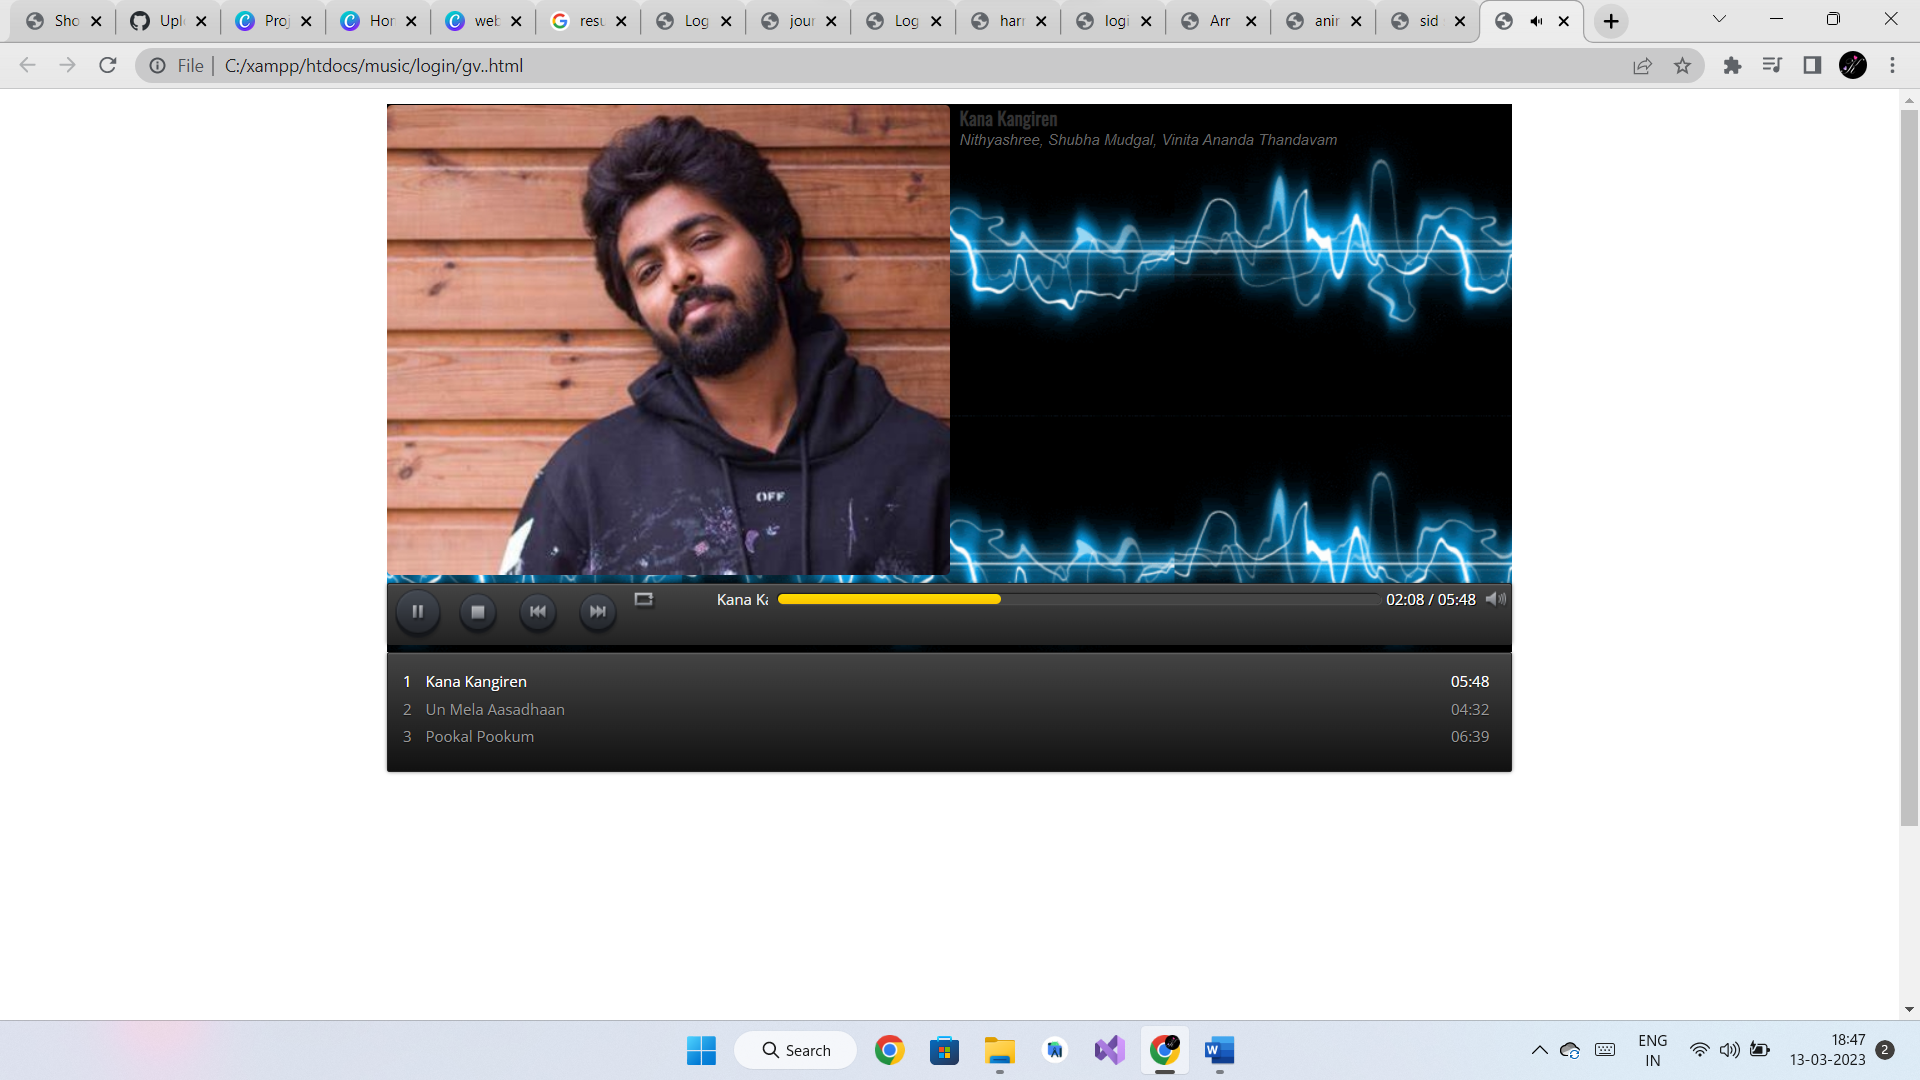 Sho
Upl
Proj
Hor
web
resu
Log
jour
Log
harr
logi
Arr
anir
sid
File
C:/xampp/htdocs/music/login/gv..html
Kana Kangiren
Nithyashree, Shubha Mudgal, Vinita Ananda Thandavam
OFF
Kana Ka
02:08 / 05:48
1 Kana Kangiren 05:48
2 Un Mela Aasadhaan 04:32
3 Pookal Pookum 06:39
Search
ENG
IN
18:47
13-03-2023
2